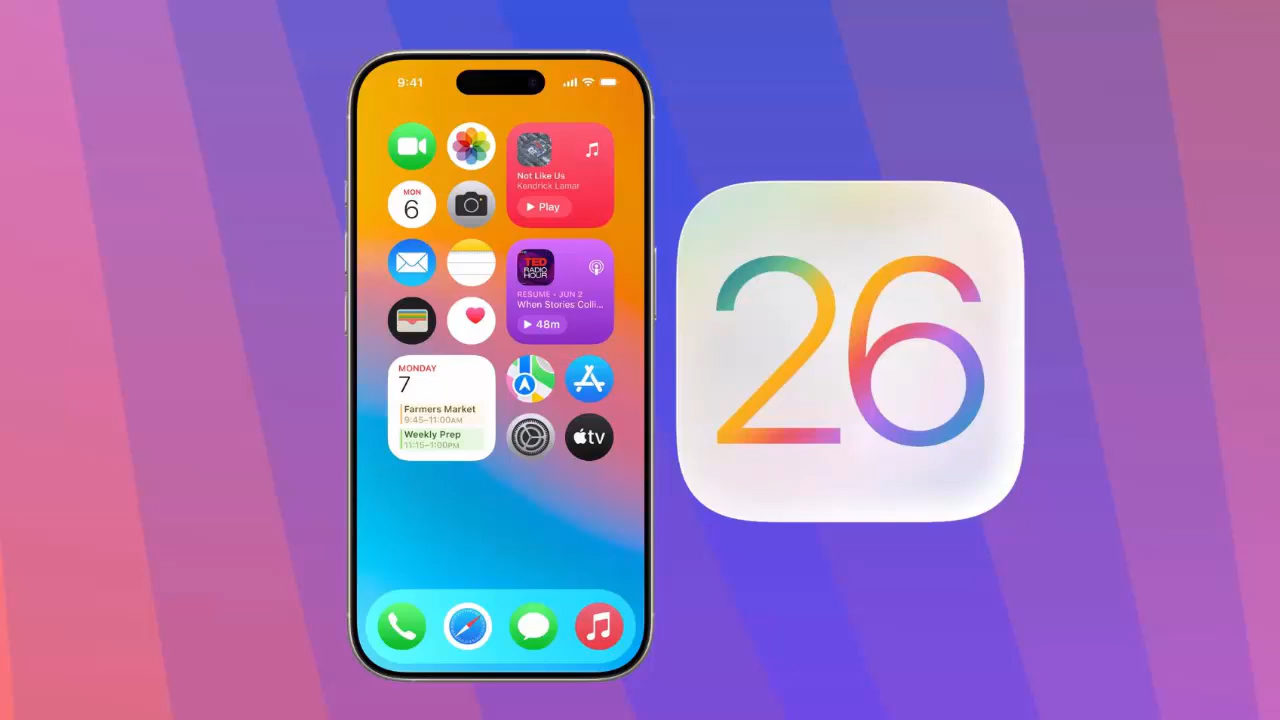 9:41
Not Like Us
Kendrick Lamar
Play
MON
6
TED
RADIO
HOUR
RESUME • JUN 2
When Stories Colli...
48m
MONDAY
7
Farmers Market
9:45–11:00AM
Weekly Prep
11:15–1:00PM
tv
26